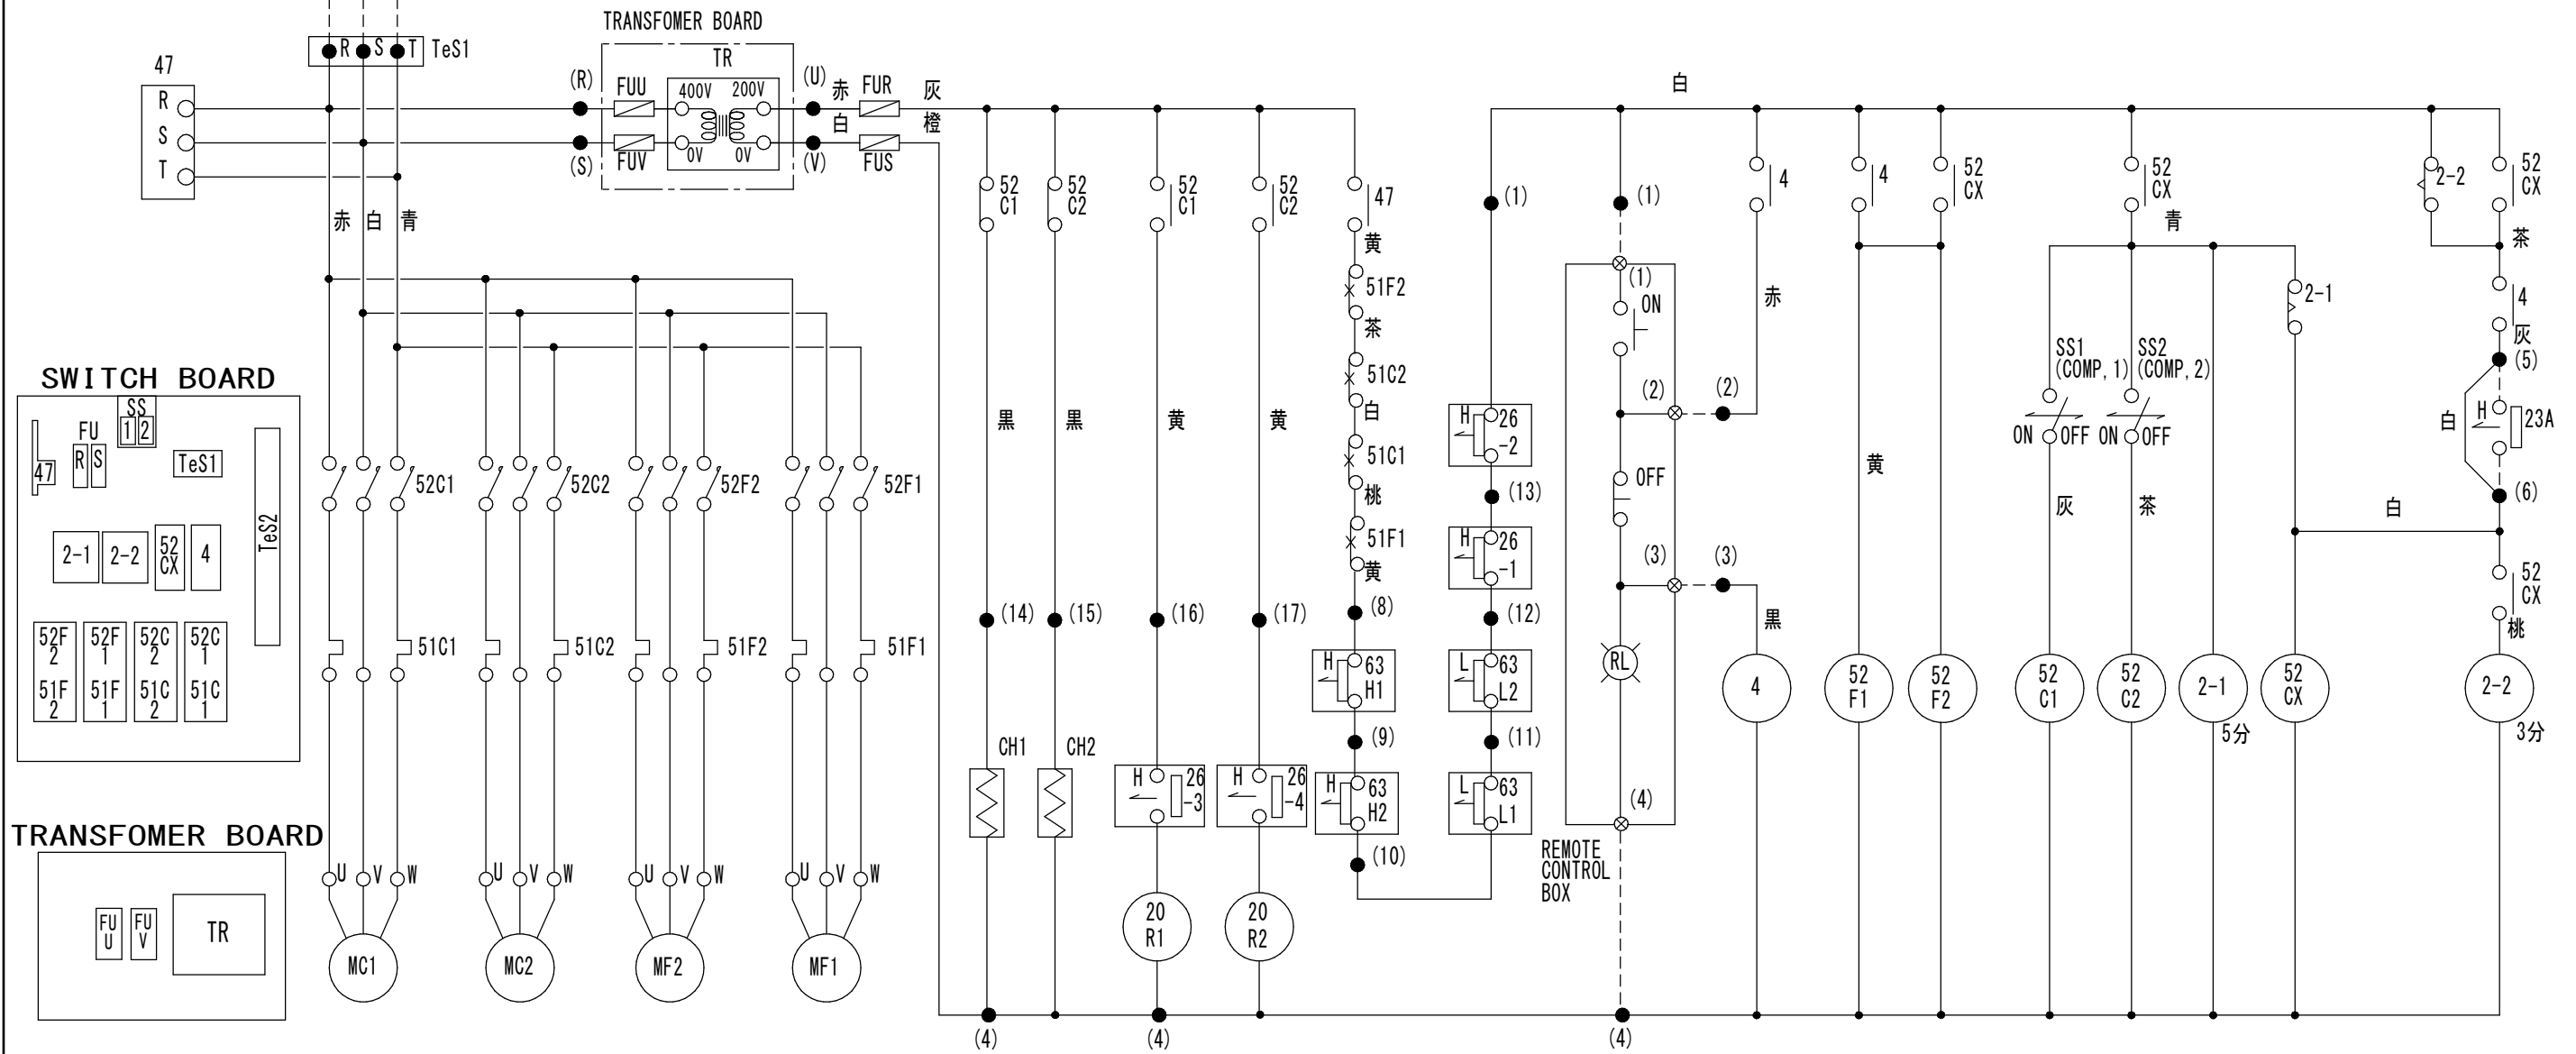 TRANSFOMER BOARD
R S T TeS1
47
R
S
T
(R)
(S)
FUU
FUV
TR
400V 200V
0V 0V
(U)
(V)
赤
白
FUR
FUS
灰
橙
赤 白 青
52C1
52C2
52F2
52F1
51C1
51C2
51F2
51F1
U V W
U V W
U V W
U V W
MC1
MC2
MF2
MF1
SWITCH BOARD
SS
1 2
FU
R S
47
TeS1
TeS2
2-1
2-2
52
CX
4
52F
2
51F
2
52F
1
51F
1
52C
2
51C
2
52C
1
51C
1
TRANSFOMER BOARD
FU
U
FU
V
TR
52
C1
黒
(14)
CH1
(4)
52
C2
黒
(15)
CH2
52
C1
黄
(16)
H 26
-3
20
R1
(4)
52
C2
黄
(17)
H 26
-4
20
R2
47
黄
51F2
茶
51C2
白
51C1
桃
51F1
黄
(8)
H 63
H1
(9)
H 63
H2
(10)
白
(1)
H 26
-2
(13)
H 26
-1
(12)
L 63
L2
(11)
L 63
L1
(1)
(1)
ON
(2)
(2)
OFF
(3)
(3)
RL
(4)
REMOTE
CONTROL
BOX
(4)
4
赤
黒
4
4
黄
52
F1
52
CX
52
F2
52
CX
青
SS1
(COMP,1)
ON OFF
灰
52
C1
SS2
(COMP,2)
ON OFF
茶
52
C2
2-1
5分
2-1
52
CX
白
2-2
52
CX
茶
4
灰
(5)
白
H 23A
(6)
52
CX
桃
2-2
3分